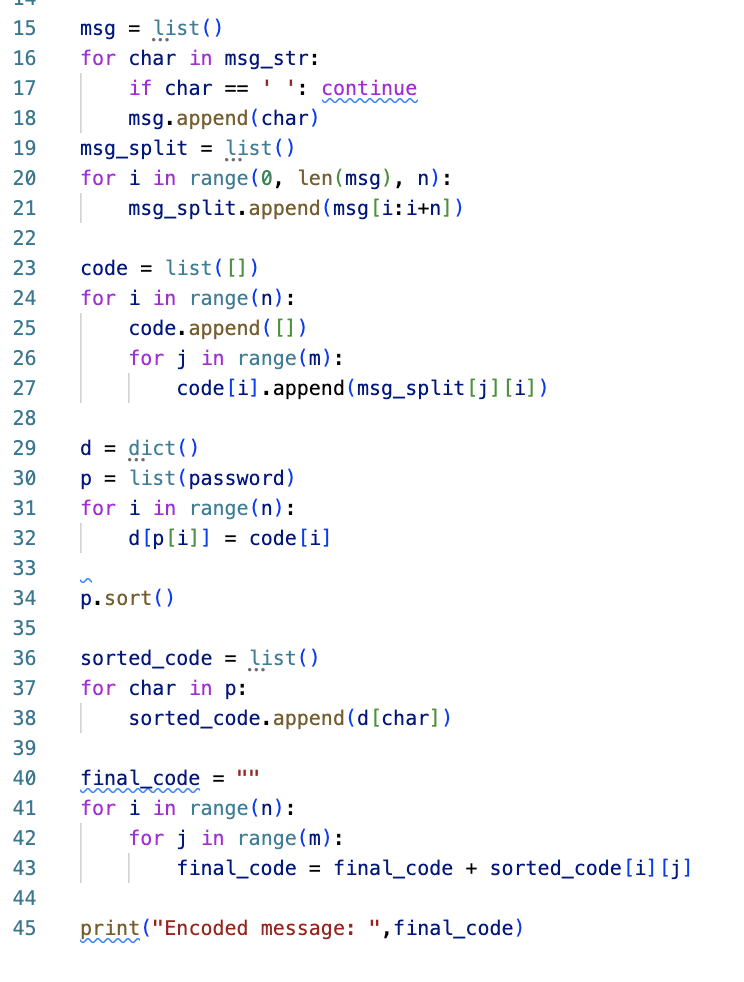 15 msg = list()
16 for char in msg_str:
17     if char == ' ': continue
18     msg.append(char)
19 msg_split = list()
20 for i in range(0, len(msg), n):
21     msg_split.append(msg[i:i+n])
22
23 code = list([])
24 for i in range(n):
25     code.append([])
26     for j in range(m):
27         code[i].append(msg_split[j][i])
28
29 d = dict()
30 p = list(password)
31 for i in range(n):
32     d[p[i]] = code[i]
33
34 p.sort()
35
36 sorted_code = list()
37 for char in p:
38     sorted_code.append(d[char])
39
40 final_code = ""
41 for i in range(n):
42     for j in range(m):
43         final_code = final_code + sorted_code[i][j]
44
45 print("Encoded message: ",final_code)